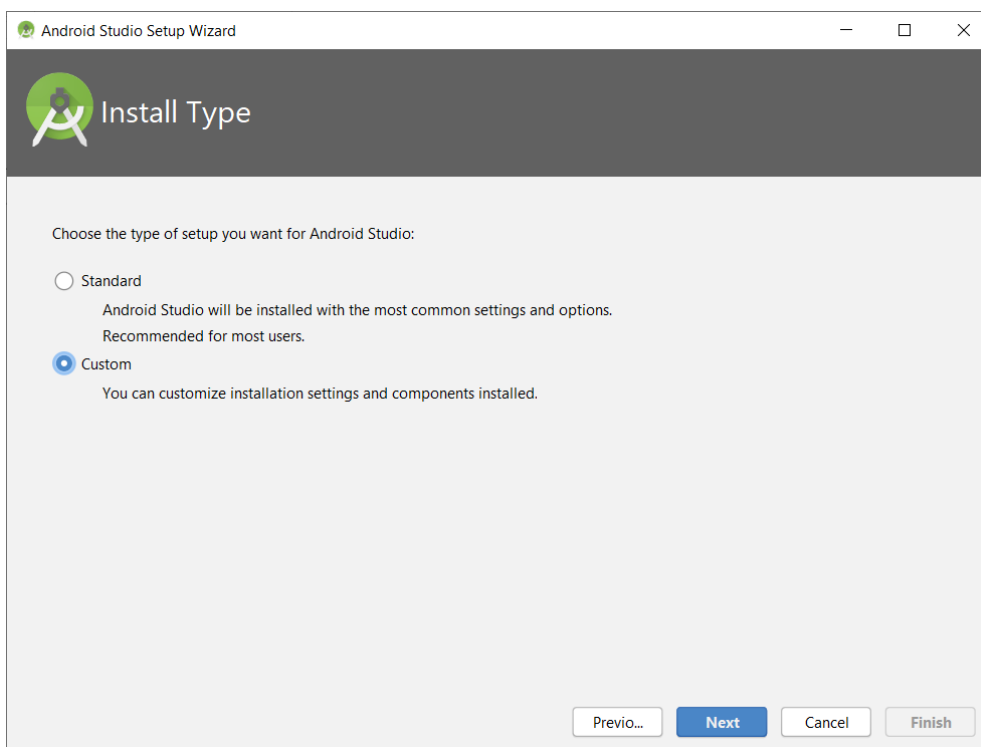 Android Studio Setup Wizard
Install Type
Choose the type of setup you want for Android Studio:
Standard
Android Studio will be installed with the most common settings and options.
Recommended for most users.
Custom
You can customize installation settings and components installed.
Previo... Next Cancel Finish